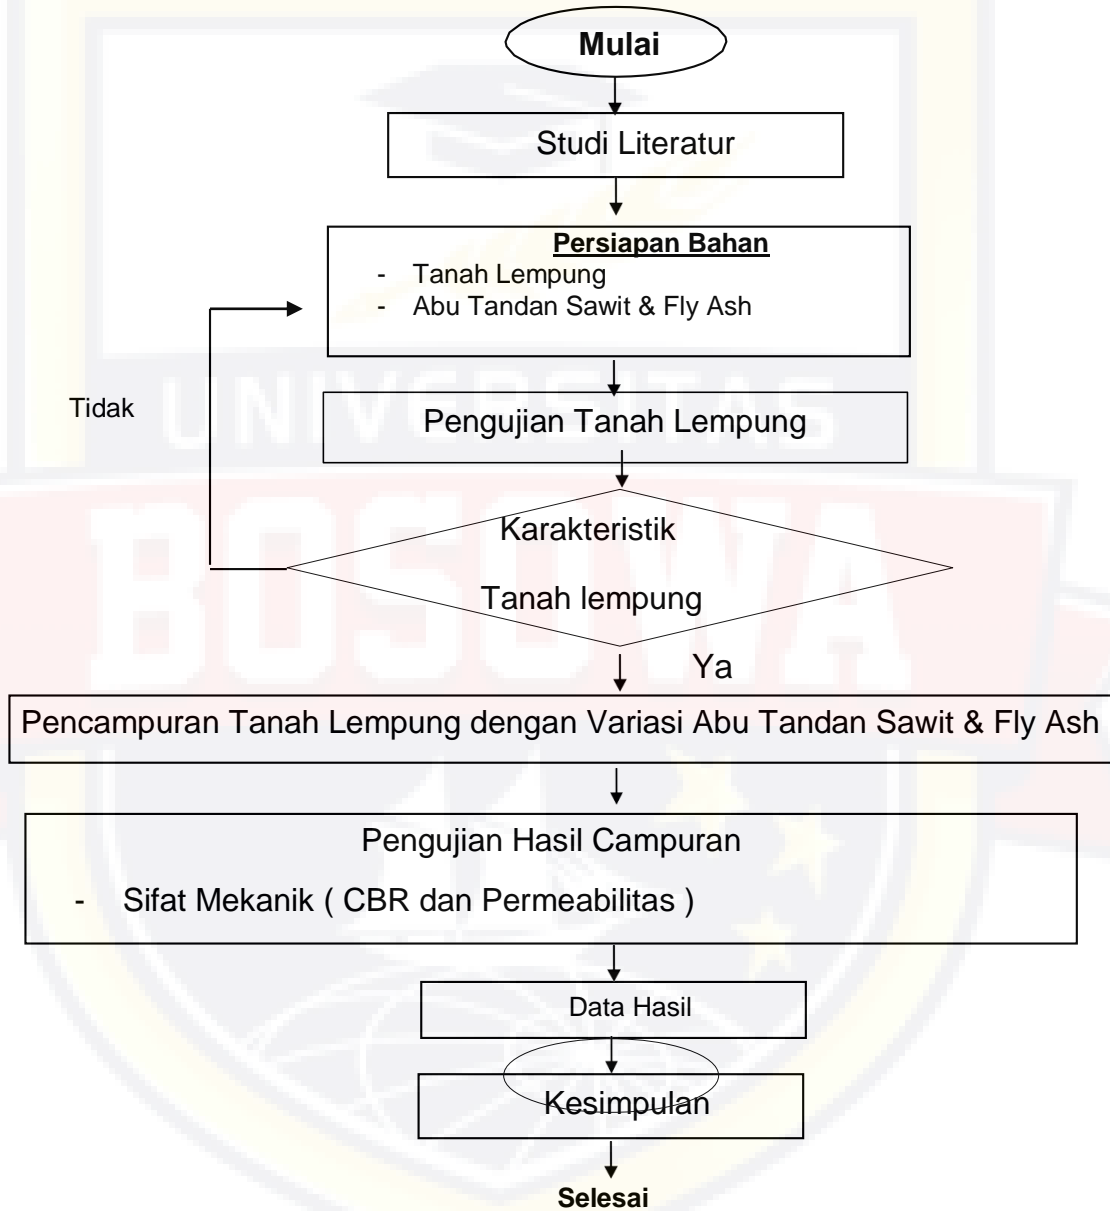 Mulai
Studi Literatur
Persiapan Bahan
- Tanah Lempung
- Abu Tandan Sawit & Fly Ash
Tidak
UNIVERSITAS
Pengujian Tanah Lempung
BOSOWA
Karakteristik
Tanah lempung
Ya
Pencampuran Tanah Lempung dengan Variasi Abu Tandan Sawit & Fly Ash
Pengujian Hasil Campuran
- Sifat Mekanik ( CBR dan Permeabilitas )
Data Hasil
Kesimpulan
Selesai